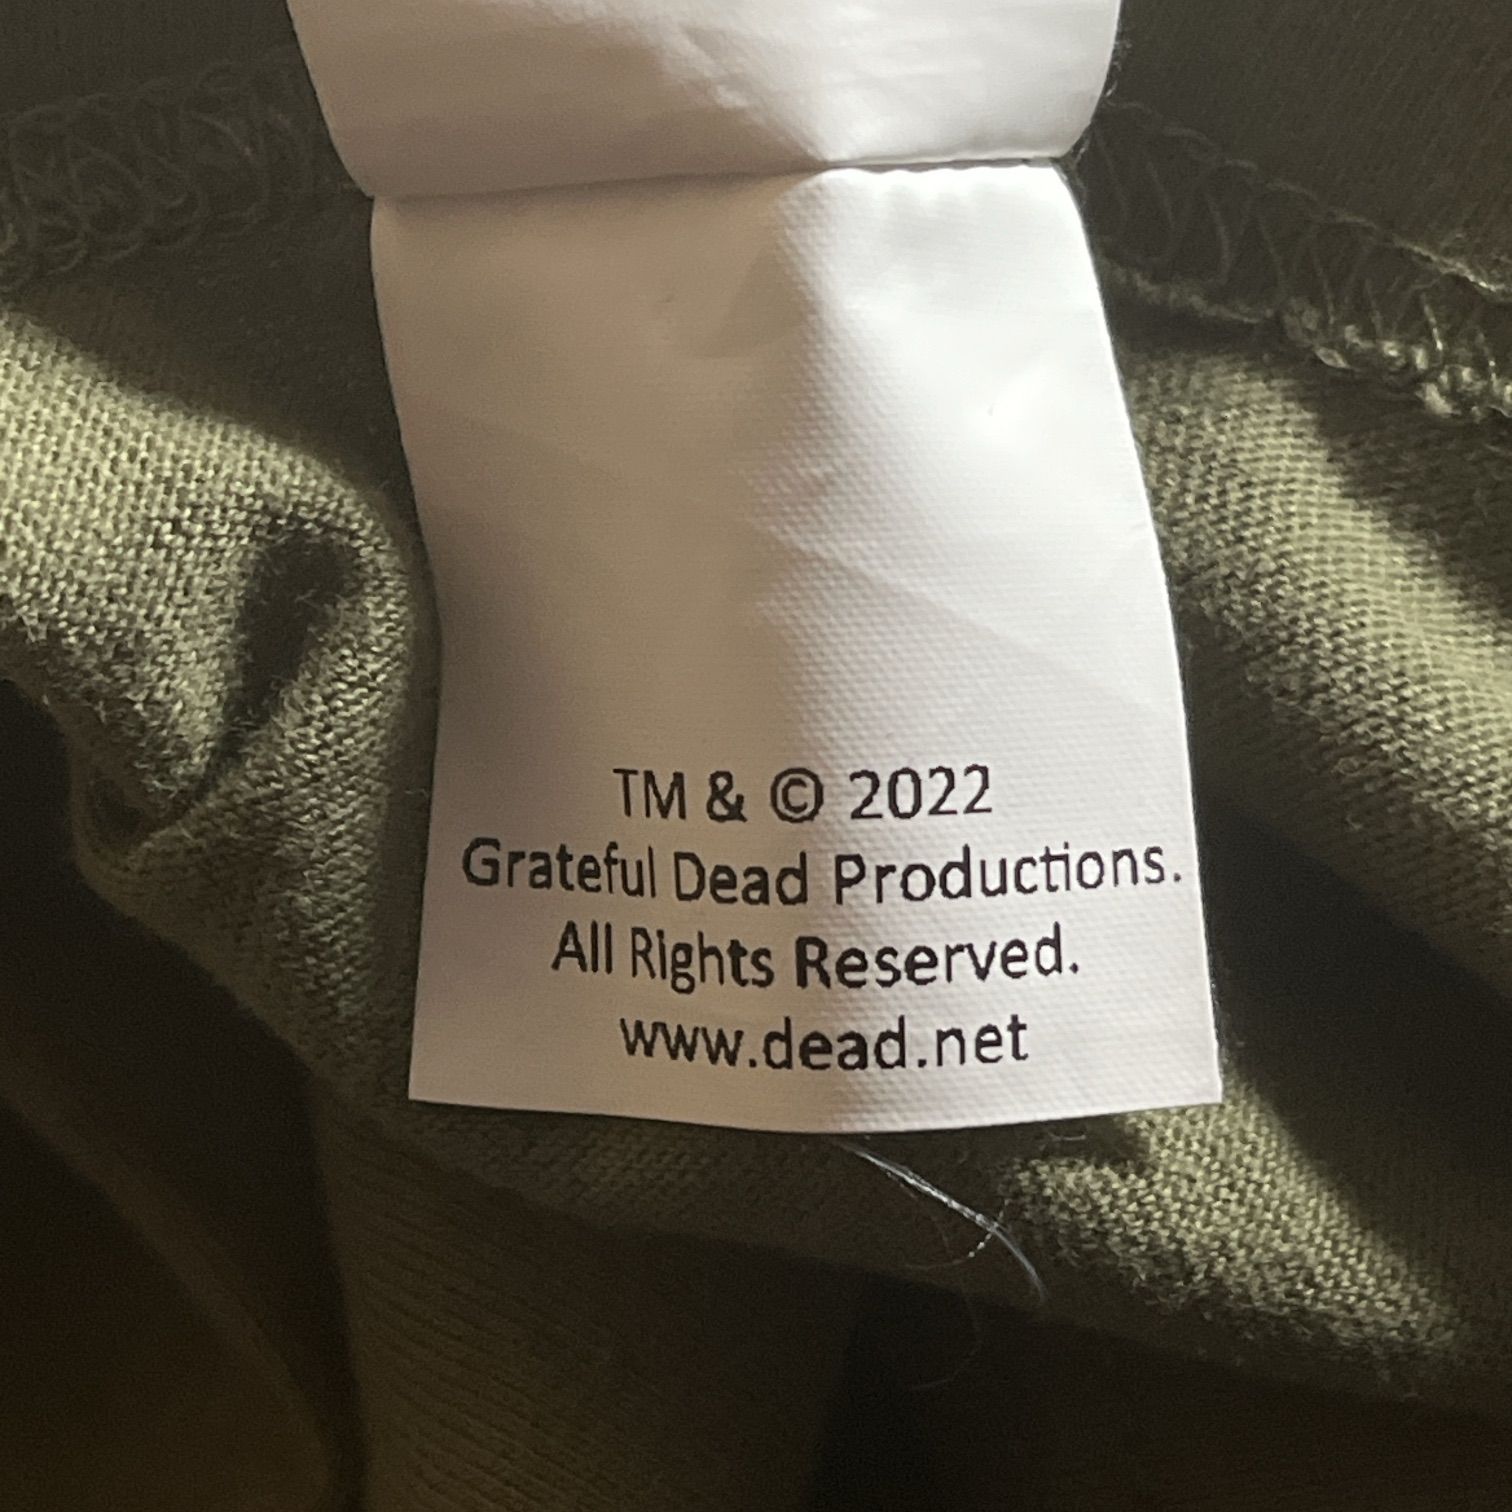 TM & © 2022
Grateful Dead Productions.
All Rights Reserved.
www.dead.net